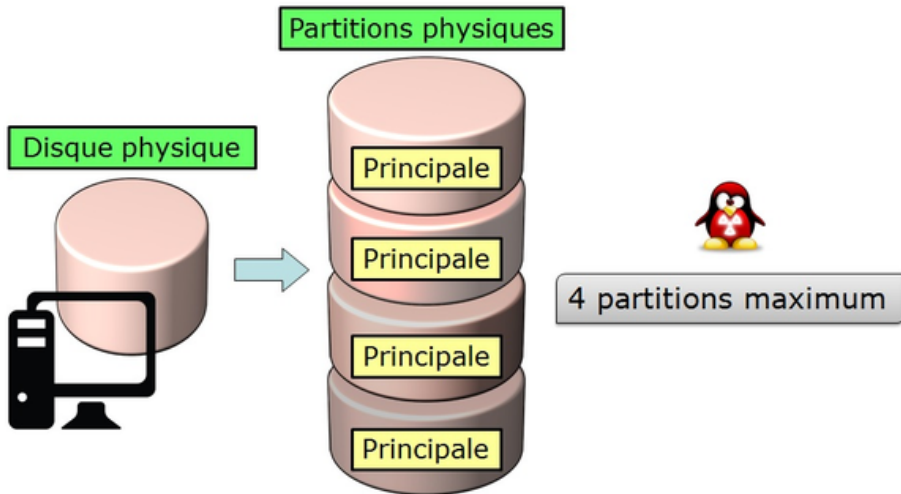 Partitions physiques
Disque physique
Principale
Principale
4 partitions maximum
Principale
Principale